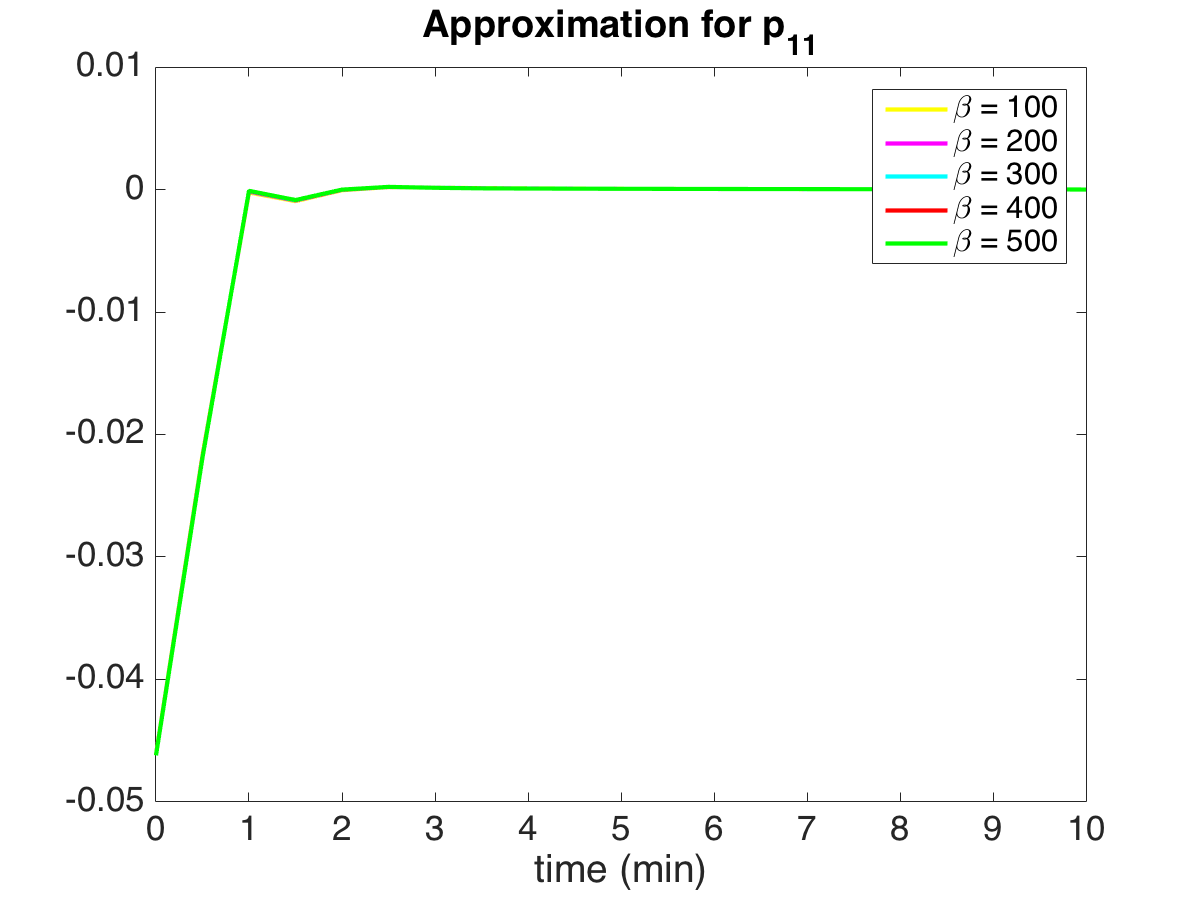 Approximation for p11
0.01
0
-0.01
-0.02
-0.03
-0.04
-0.05
β = 100
β = 200
β = 300
β = 400
β = 500
0 1 2 3 4 5 6 7 8 9 10
time (min)